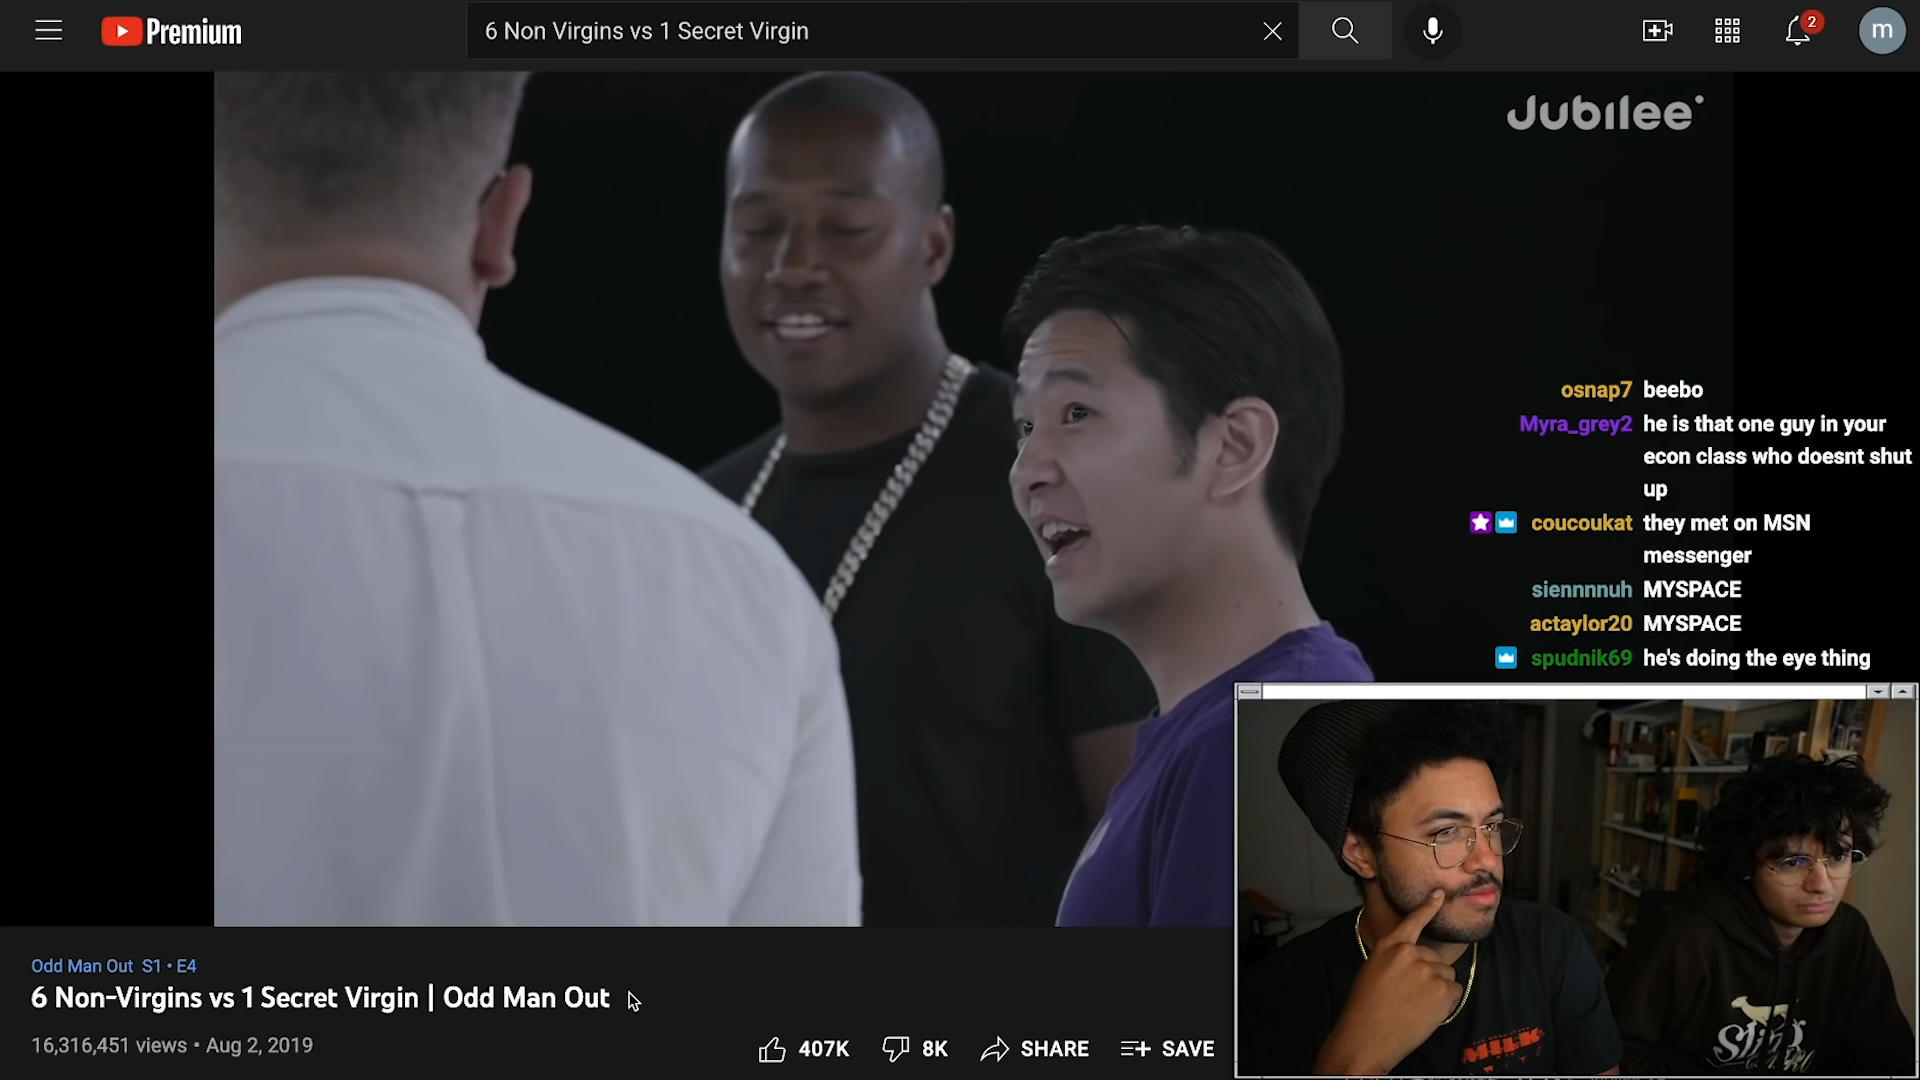 Premium
6 Non Virgins vs 1 Secret Virgin
2
m
Jubilee
osnap7 beebo
Myra_grey2 he is that one guy in your
econ class who doesnt shut
up
coucoukat they met on MSN
messenger
siennnnuh MYSPACE
actaylor20 MYSPACE
spudnik69 he's doing the eye thing
MILK
Odd Man Out S1 • E4
6 Non-Virgins vs 1 Secret Virgin | Odd Man Out
16,316,451 views • Aug 2, 2019
407K
8K
SHARE
SAVE